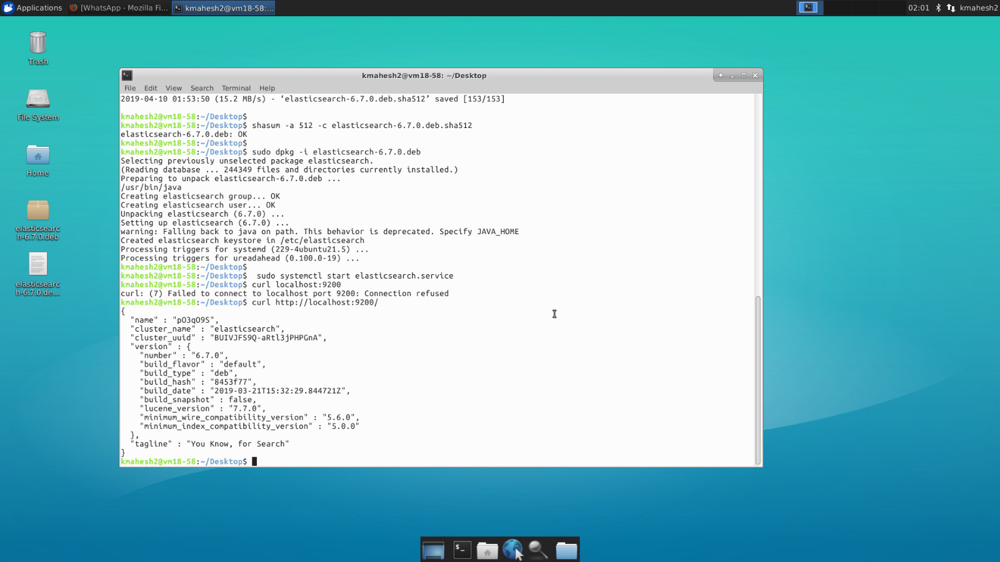 Applications
[WhatsApp - Mozilla Fi...
kmahesh2@vm18-58:...
02:01
kmahesh2
Trash
File System
Home
elasticsearc
h-6.7.0.deb
elasticsearc
h-6.7.0.de...
kmahesh2@vm18-58: ~/Desktop
File Edit View Search Terminal Help
2019-04-10 01:53:50 (15.2 MB/s) - ‘elasticsearch-6.7.0.deb.sha512’ saved [153/153]
kmahesh2@vm18-58:~/Desktop$
kmahesh2@vm18-58:~/Desktop$ shasum -a 512 -c elasticsearch-6.7.0.deb.sha512
elasticsearch-6.7.0.deb: OK
kmahesh2@vm18-58:~/Desktop$
kmahesh2@vm18-58:~/Desktop$ sudo dpkg -i elasticsearch-6.7.0.deb
Selecting previously unselected package elasticsearch.
(Reading database ... 244349 files and directories currently installed.)
Preparing to unpack elasticsearch-6.7.0.deb ...
/usr/bin/java
Creating elasticsearch group... OK
Creating elasticsearch user... OK
Unpacking elasticsearch (6.7.0) ...
Setting up elasticsearch (6.7.0) ...
warning: Falling back to java on path. This behavior is deprecated. Specify JAVA_HOME
Created elasticsearch keystore in /etc/elasticsearch
Processing triggers for systemd (229-4ubuntu21.5) ...
Processing triggers for ureadahead (0.100.0-19) ...
kmahesh2@vm18-58:~/Desktop$
kmahesh2@vm18-58:~/Desktop$  sudo systemctl start elasticsearch.service
kmahesh2@vm18-58:~/Desktop$ curl localhost:9200
curl: (7) Failed to connect to localhost port 9200: Connection refused
kmahesh2@vm18-58:~/Desktop$ curl http://localhost:9200/
{
  "name" : "pO3qO9S",
  "cluster_name" : "elasticsearch",
  "cluster_uuid" : "BUIVJFS9Q-aRtl3jPHPGnA",
  "version" : {
    "number" : "6.7.0",
    "build_flavor" : "default",
    "build_type" : "deb",
    "build_hash" : "8453f77",
    "build_date" : "2019-03-21T15:32:29.844721Z",
    "build_snapshot" : false,
    "lucene_version" : "7.7.0",
    "minimum_wire_compatibility_version" : "5.6.0",
    "minimum_index_compatibility_version" : "5.0.0"
  },
  "tagline" : "You Know, for Search"
}
kmahesh2@vm18-58:~/Desktop$